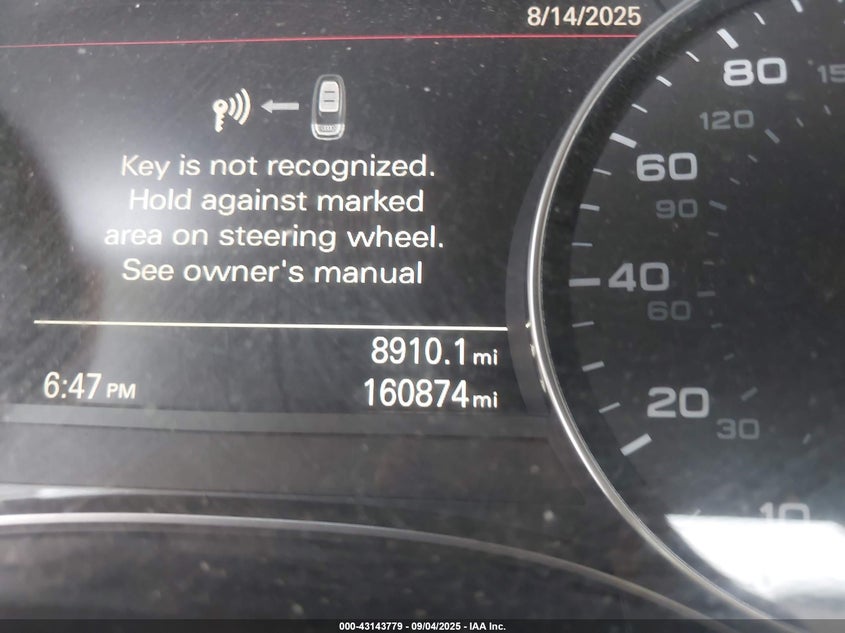 8/14/2025
Key is not recognized.
Hold against marked
area on steering wheel.
See owner's manual
8910.1 mi
6:47 PM
160874 mi
80
120
60
90
40
60
20
30
000-43143779 - 09/04/2025 - IAA Inc.